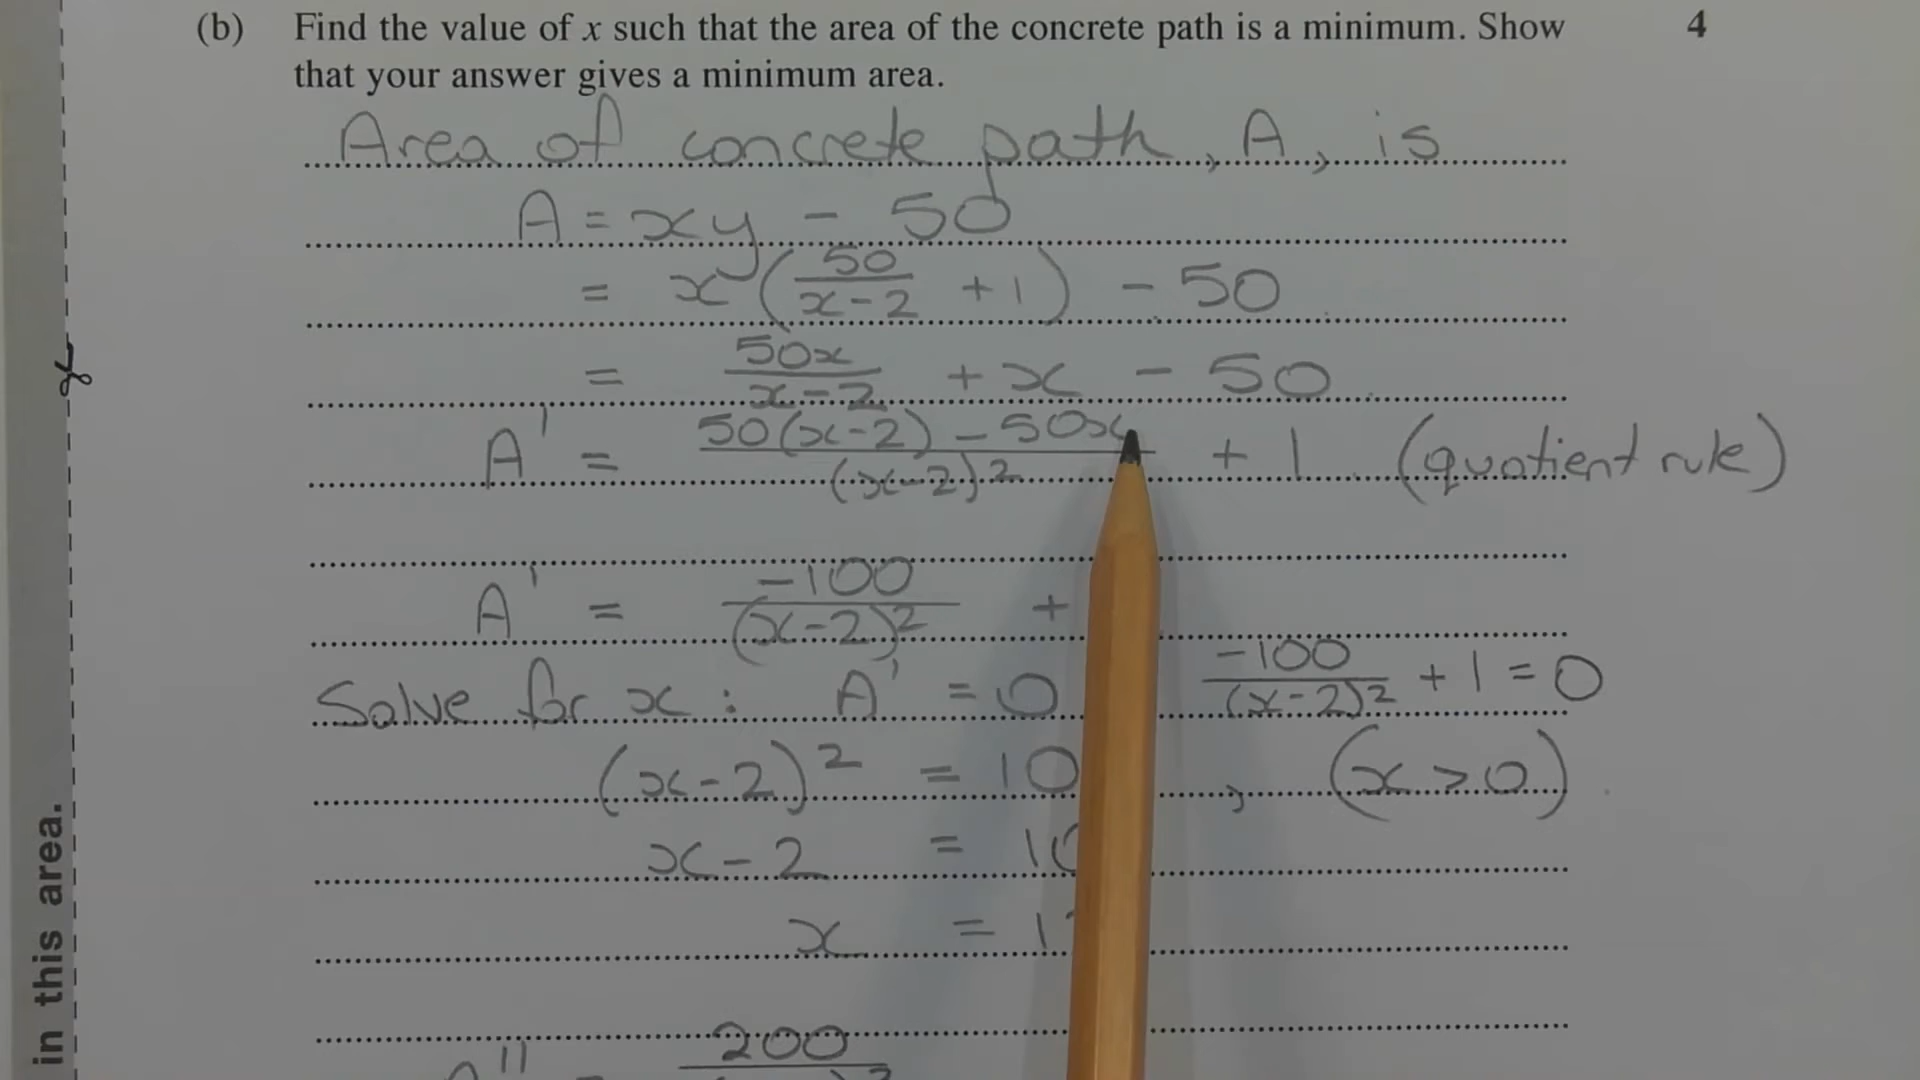 (b) Find the value of x such that the area of the concrete path is a minimum. Show 4
that your answer gives a minimum area.
Area of concrete path, A, is
A = xy - 50
= x(50/(x-2) + 1) - 50
= 50x/(x-2) + x - 50
A' = (50(x-2) - 50x)/(x-2)² + 1 (quotient rule)
A' = -100/(x-2)² +
Solve for x : A' = 0 -100/(x-2)² + 1 = 0
(x-2)² = 10 , (x > 0)
x - 2 = 10
x = 1
A'' = 200
in this area.